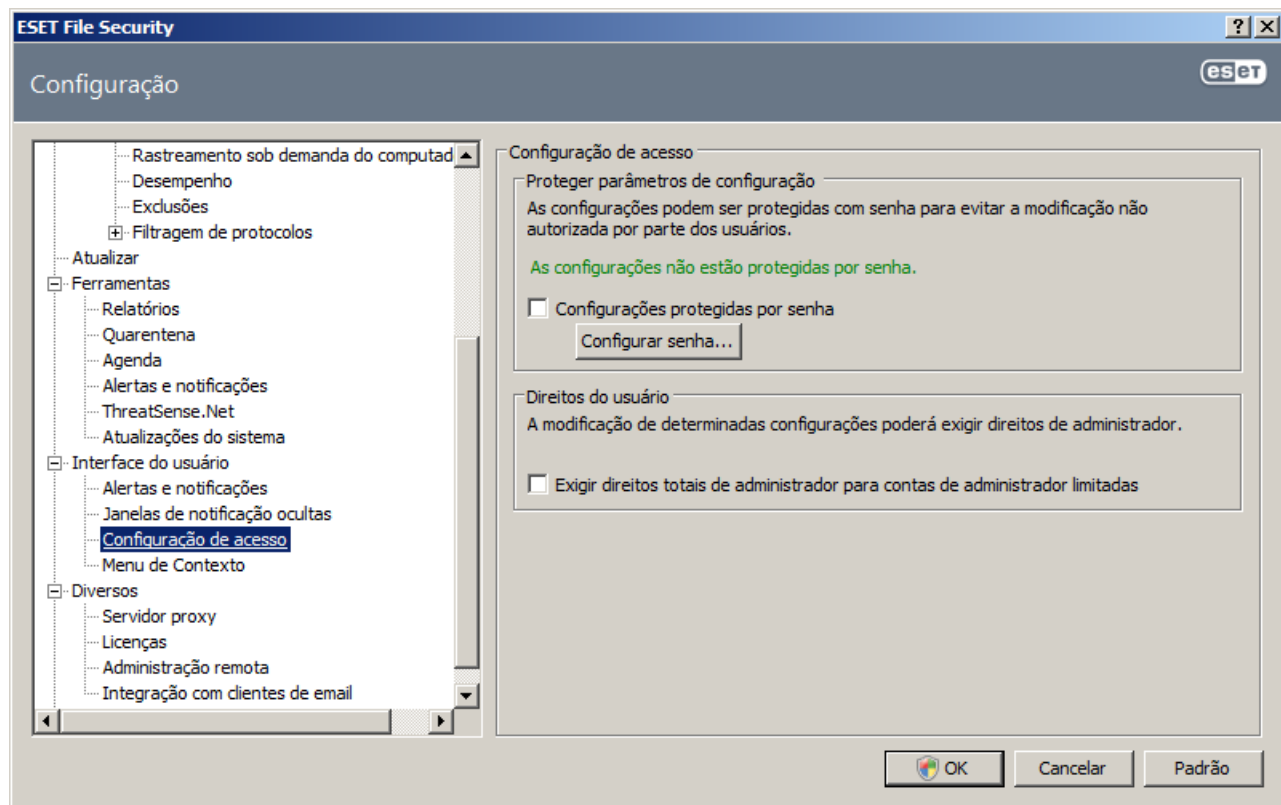 ESET File Security
Configuração
eset
Rastreamento sob demanda do computad
Desempenho
Exclusões
Filtragem de protocolos
Atualizar
Ferramentas
Relatórios
Quarentena
Agenda
Alertas e notificações
ThreatSense.Net
Atualizações do sistema
Interface do usuário
Alertas e notificações
Janelas de notificação ocultas
Configuração de acesso
Menu de Contexto
Diversos
Servidor proxy
Licenças
Administração remota
Integração com clientes de email
Configuração de acesso
Proteger parâmetros de configuração
As configurações podem ser protegidas com senha para evitar a modificação não
autorizada por parte dos usuários.
As configurações não estão protegidas por senha.
Configurações protegidas por senha
Configurar senha...
Direitos do usuário
A modificação de determinadas configurações poderá exigir direitos de administrador.
Exigir direitos totais de administrador para contas de administrador limitadas
OK
Cancelar
Padrão